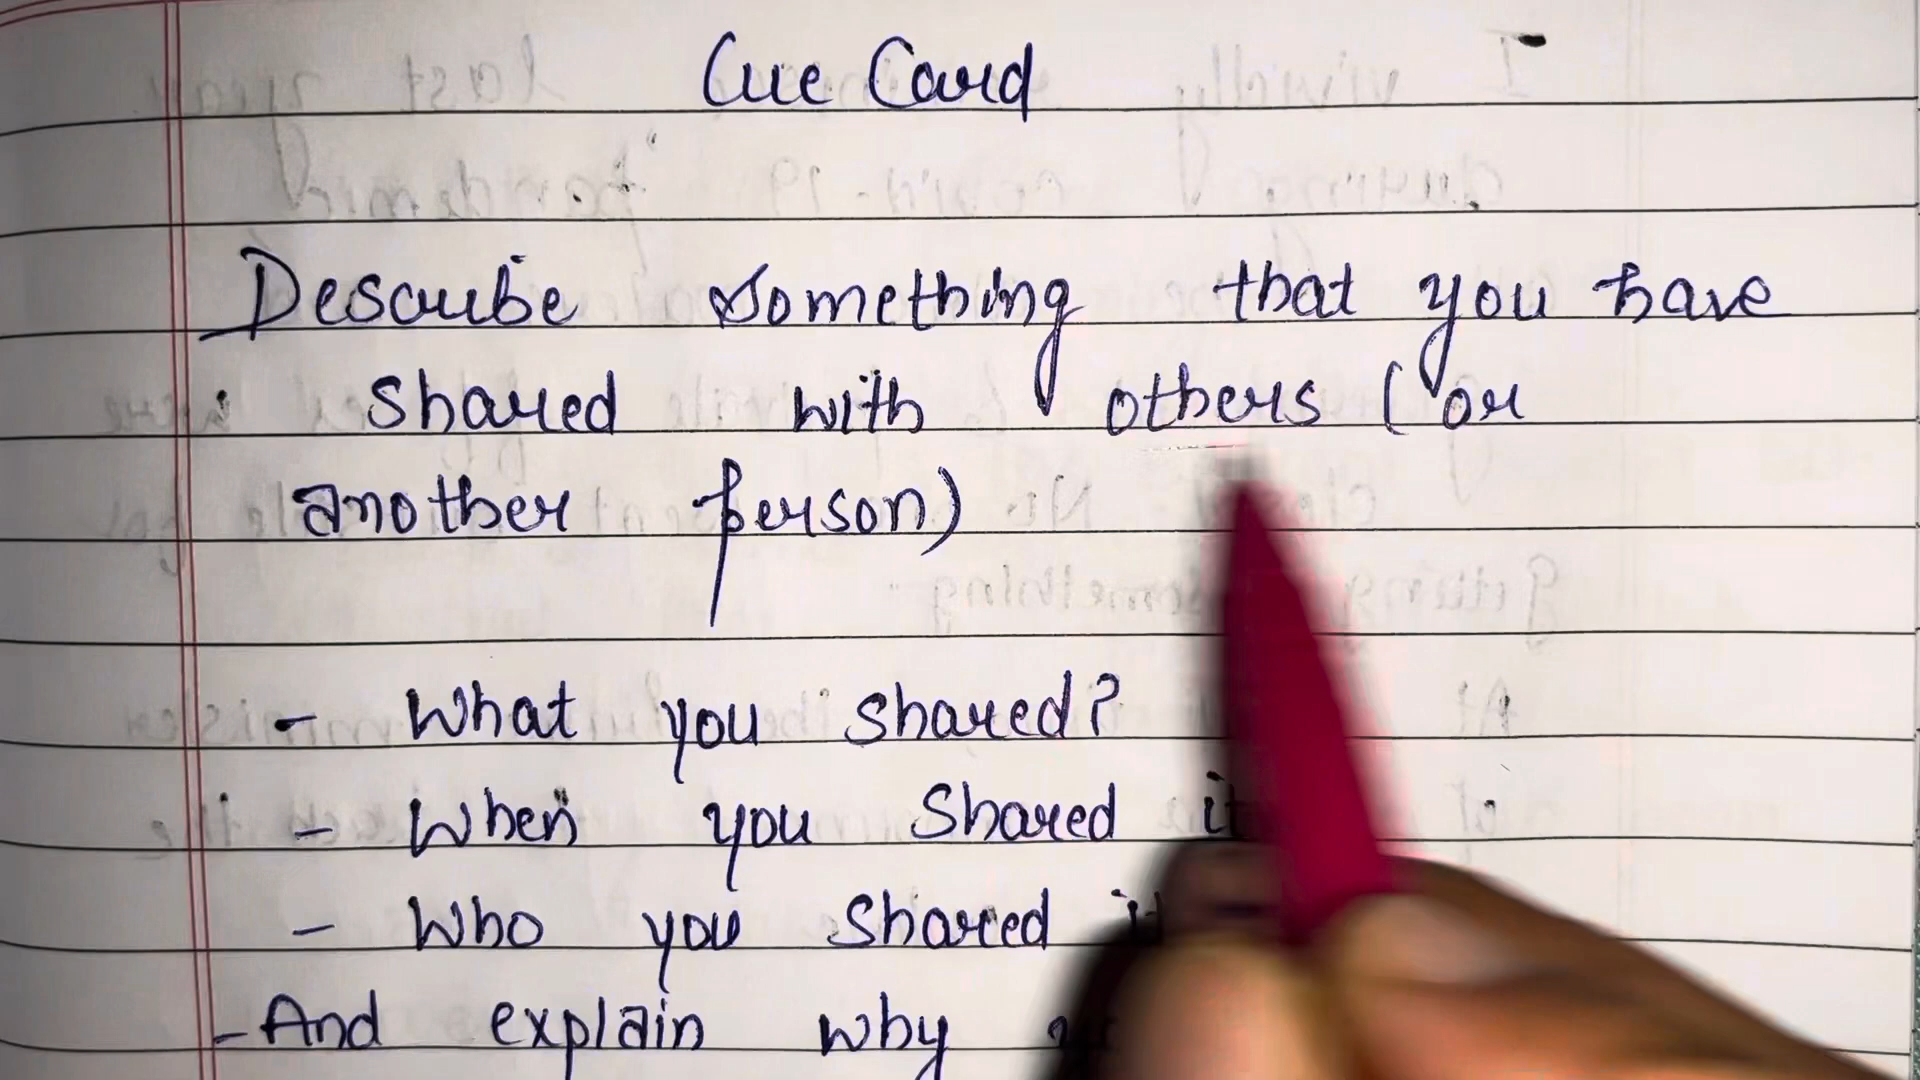 Cue Card
Describe something that you have
shared with others (or
another person)
- What you shared?
- When you shared it
- Who you shared
- And explain why